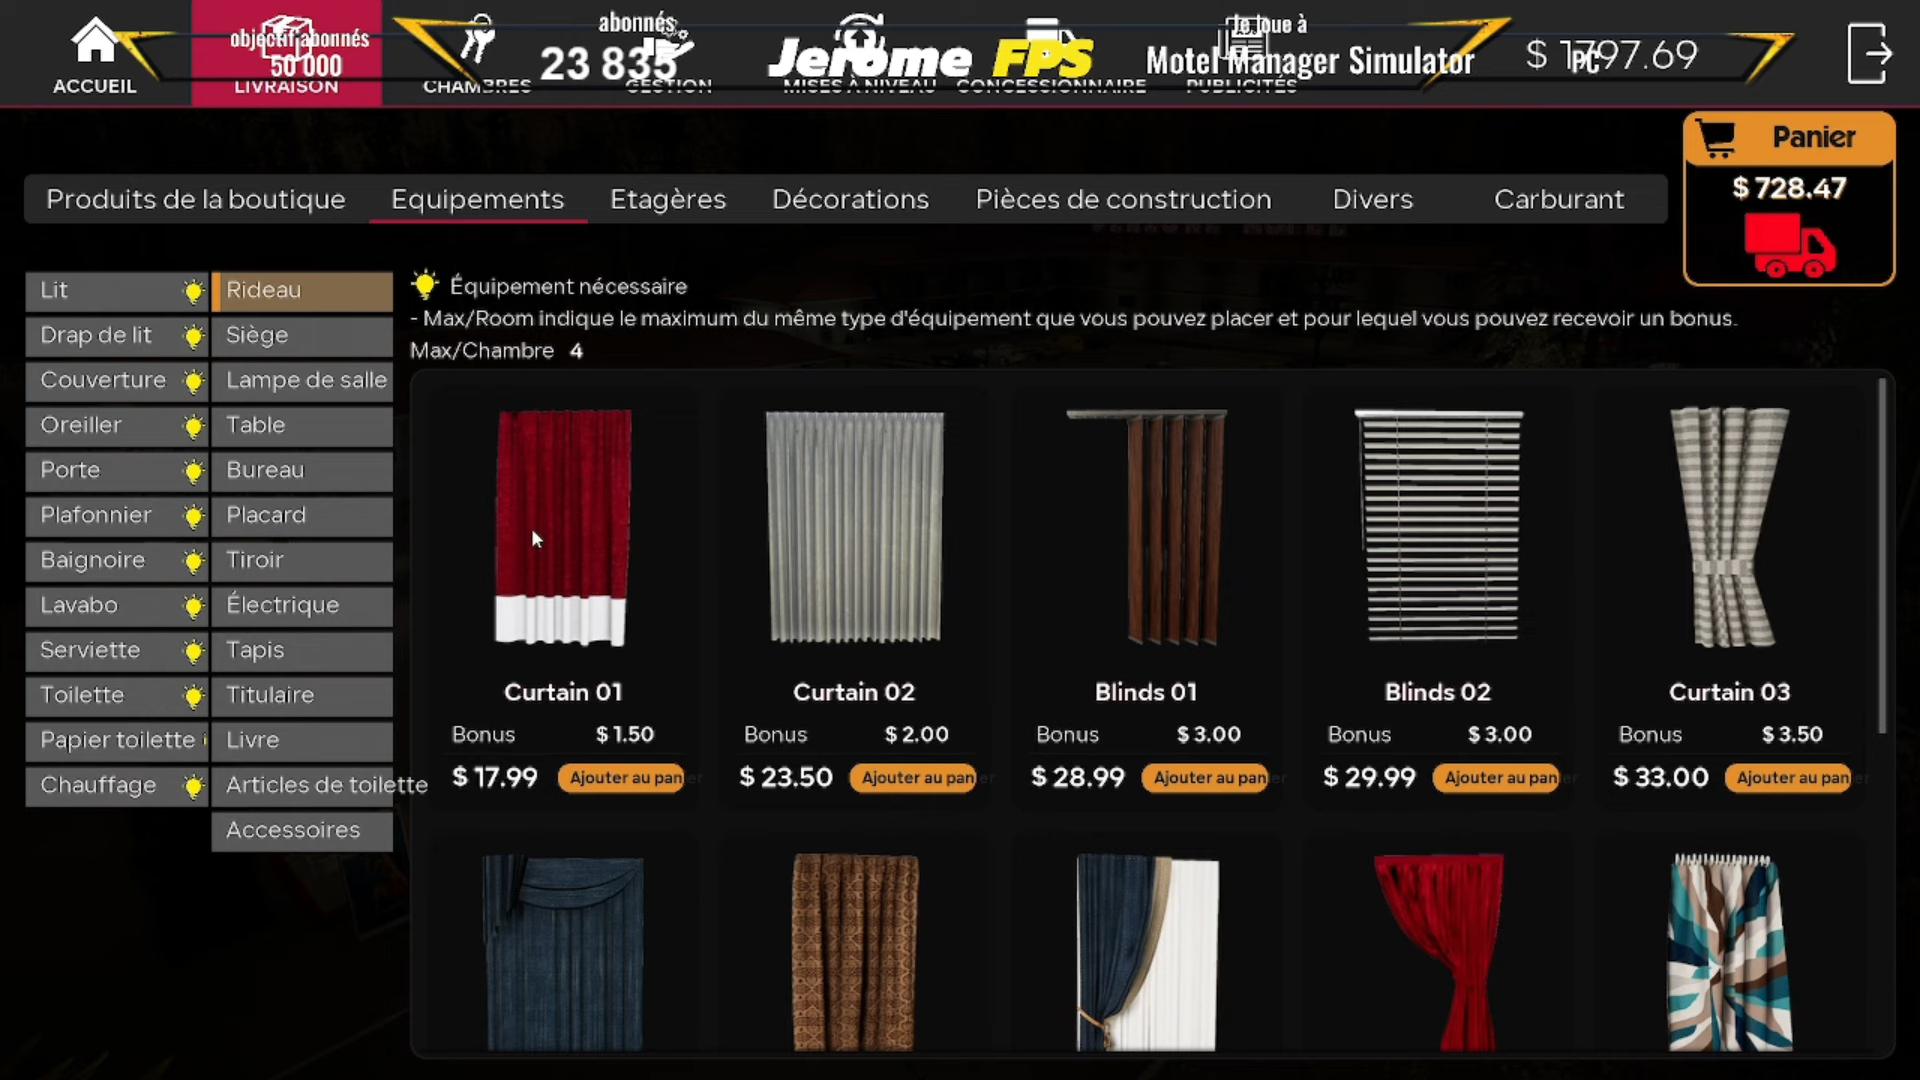 objectif abonnés
50 000
abonnés
23 835
Jerome FPS
Je joue à
Motel Manager Simulator
PC
$ 1797.69
ACCUEIL
LIVRAISON
CHAMBRES
GESTION
MISES À NIVEAU
CONCESSIONNAIRE
PUBLICITÉS
Panier
$ 728.47
Produits de la boutique
Equipements
Etagères
Décorations
Pièces de construction
Divers
Carburant
Lit
Drap de lit
Couverture
Oreiller
Porte
Plafonnier
Baignoire
Lavabo
Serviette
Toilette
Papier toilette
Chauffage
Rideau
Siège
Lampe de salle
Table
Bureau
Placard
Tiroir
Électrique
Tapis
Titulaire
Livre
Articles de toilette
Accessoires
Équipement nécessaire
- Max/Room indique le maximum du même type d'équipement que vous pouvez placer et pour lequel vous pouvez recevoir un bonus.
Max/Chambre 4
Curtain 01
Bonus $ 1.50
$ 17.99 Ajouter au panier
Curtain 02
Bonus $ 2.00
$ 23.50 Ajouter au panier
Blinds 01
Bonus $ 3.00
$ 28.99 Ajouter au panier
Blinds 02
Bonus $ 3.00
$ 29.99 Ajouter au panier
Curtain 03
Bonus $ 3.50
$ 33.00 Ajouter au panier